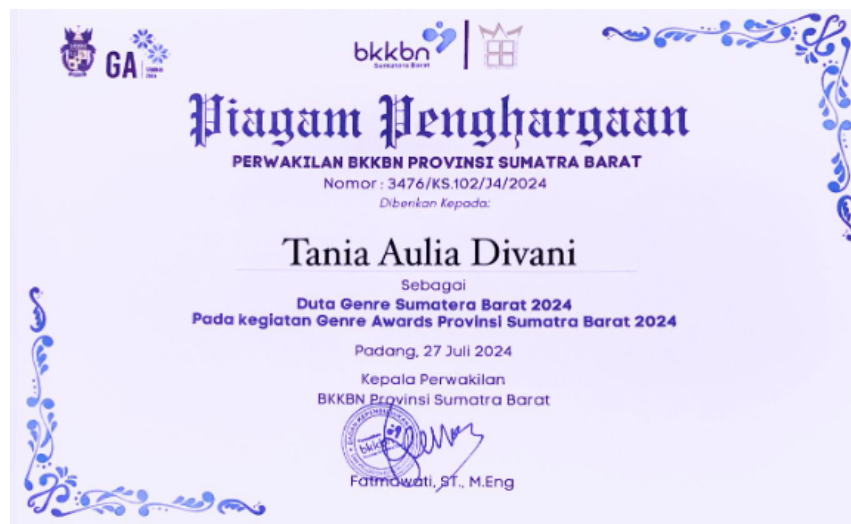 GA
bkkbn
Sumatera Barat
Piagam Penghargaan
PERWAKILAN BKKBN PROVINSI SUMATRA BARAT
Nomor : 3476/KS.102/J4/2024
Diberikan Kepada:
Tania Aulia Divani
Sebagai
Duta Genre Sumatera Barat 2024
Pada kegiatan Genre Awards Provinsi Sumatra Barat 2024
Padang, 27 Juli 2024
Kepala Perwakilan
BKKBN Provinsi Sumatra Barat
bkkbn
Fatmawati, ST., M.Eng